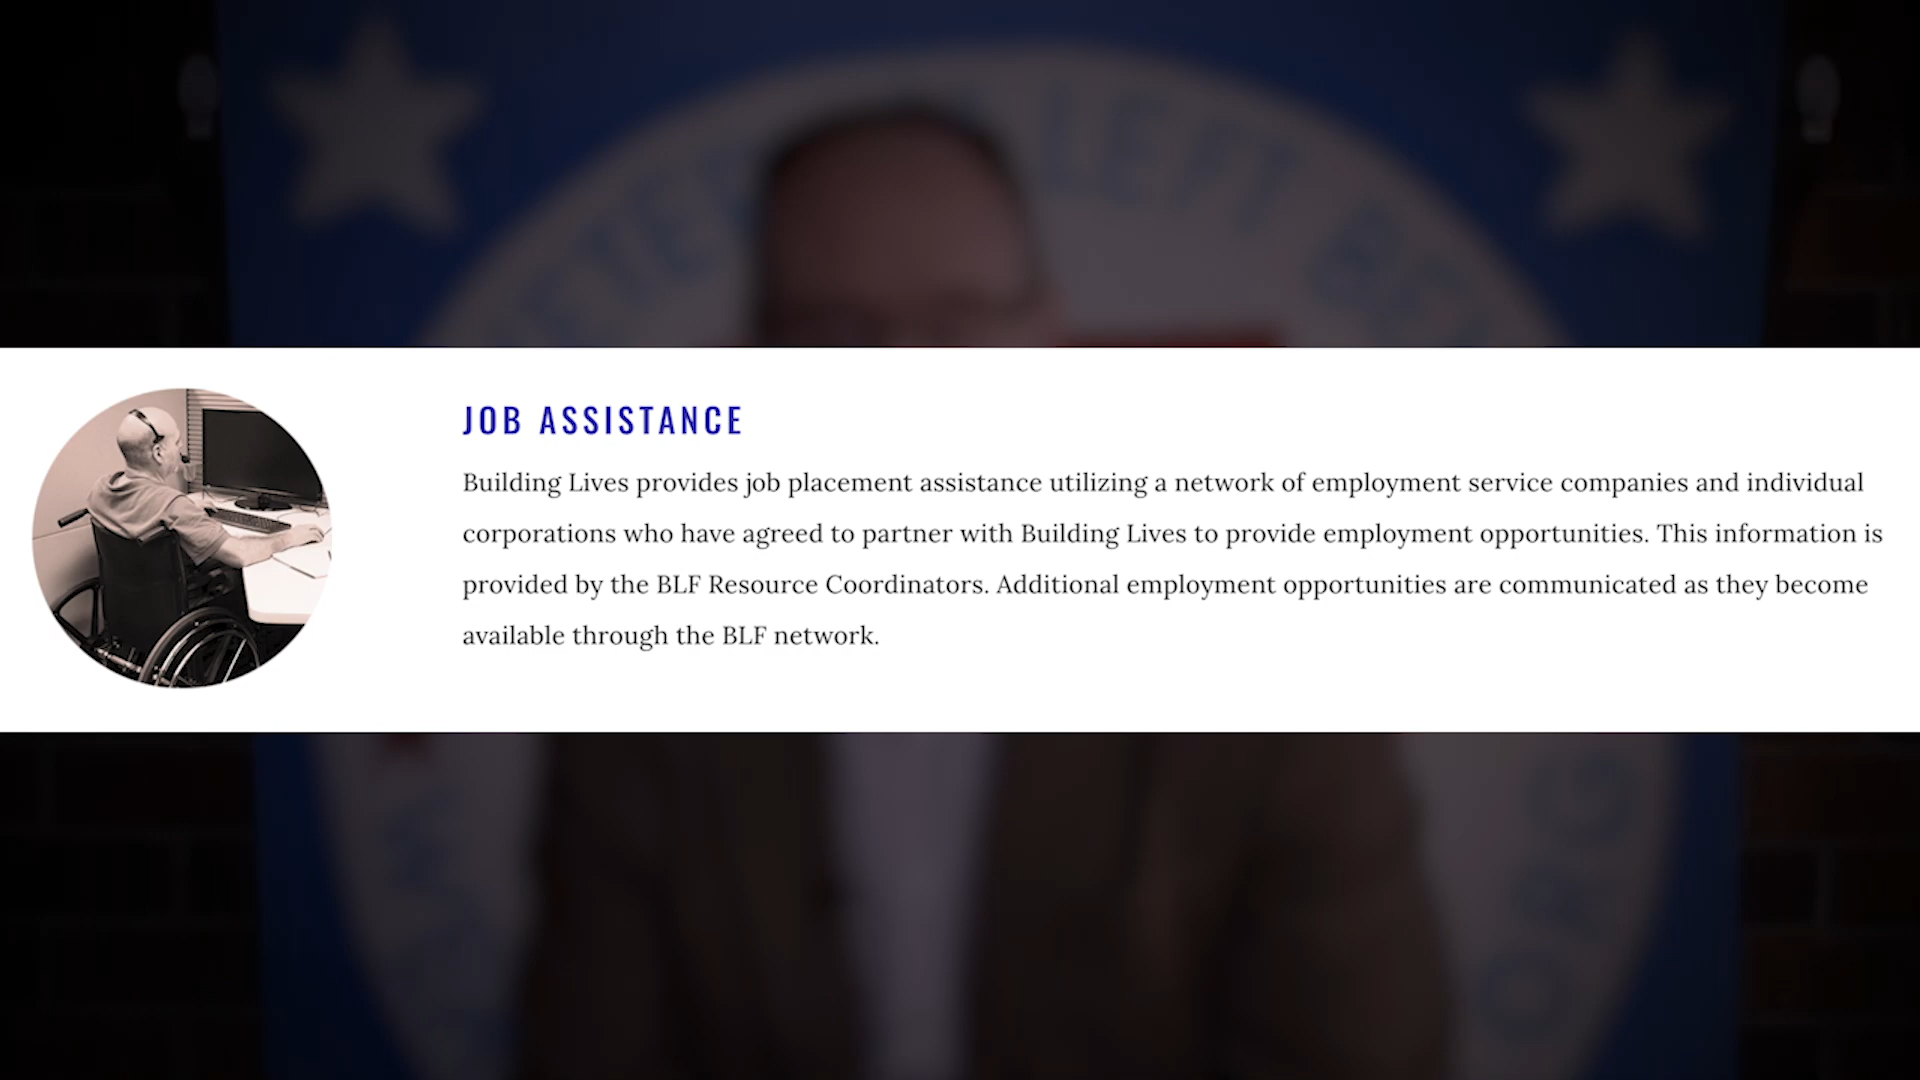 LEFT
JOB ASSISTANCE
Building Lives provides job placement assistance utilizing a network of employment service companies and individual
corporations who have agreed to partner with Building Lives to provide employment opportunities. This information is
provided by the BLF Resource Coordinators. Additional employment opportunities are communicated as they become
available through the BLF network.